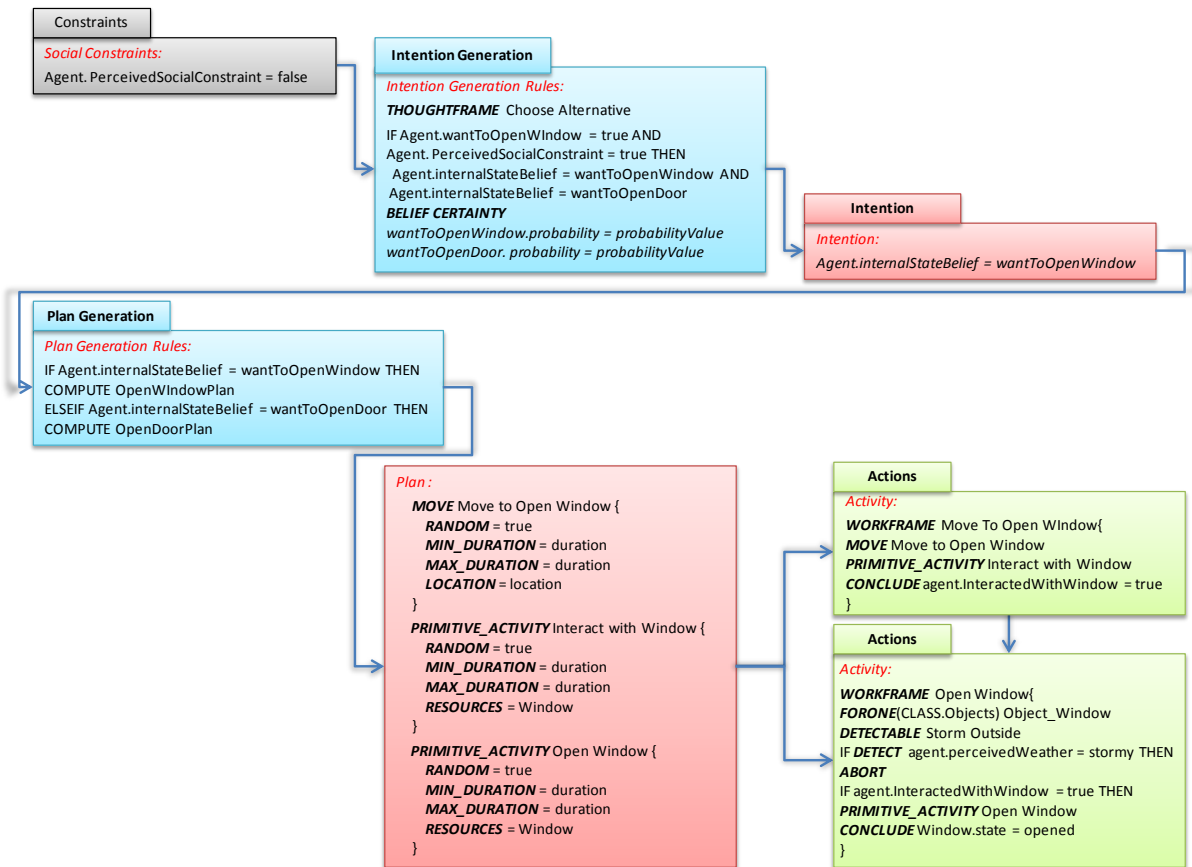 Constraints
Social Constraints:
Agent. PerceivedSocialConstraint = false
Intention Generation
Intention Generation Rules:
THOUGHTFRAME Choose Alternative
IF Agent.wantToOpenWIndow = true AND
Agent. PerceivedSocialConstraint = true THEN
Agent.internalStateBelief = wantToOpenWindow AND
Agent.internalStateBelief = wantToOpenDoor
BELIEF CERTAINTY
wantToOpenWindow.probability = probabilityValue
wantToOpenDoor. probability = probabilityValue
Intention
Intention:
Agent.internalStateBelief = wantToOpenWindow
Plan Generation
Plan Generation Rules:
IF Agent.internalStateBelief = wantToOpenWindow THEN
COMPUTE OpenWIndowPlan
ELSEIF Agent.internalStateBelief = wantToOpenDoor THEN
COMPUTE OpenDoorPlan
Plan :
MOVE Move to Open Window {
RANDOM = true
MIN_DURATION = duration
MAX_DURATION = duration
LOCATION = location
}
PRIMITIVE_ACTIVITY Interact with Window {
RANDOM = true
MIN_DURATION = duration
MAX_DURATION = duration
RESOURCES = Window
}
PRIMITIVE_ACTIVITY Open Window {
RANDOM = true
MIN_DURATION = duration
MAX_DURATION = duration
RESOURCES = Window
}
Actions
Activity:
WORKFRAME Move To Open WIndow{
MOVE Move to Open Window
PRIMITIVE_ACTIVITY Interact with Window
CONCLUDE agent.InteractedWithWindow = true
}
Actions
Activity:
WORKFRAME Open Window{
FORONE(CLASS.Objects) Object_Window
DETECTABLE Storm Outside
IF DETECT agent.perceivedWeather = stormy THEN
ABORT
IF agent.InteractedWithWindow = true THEN
PRIMITIVE_ACTIVITY Open Window
CONCLUDE Window.state = opened
}